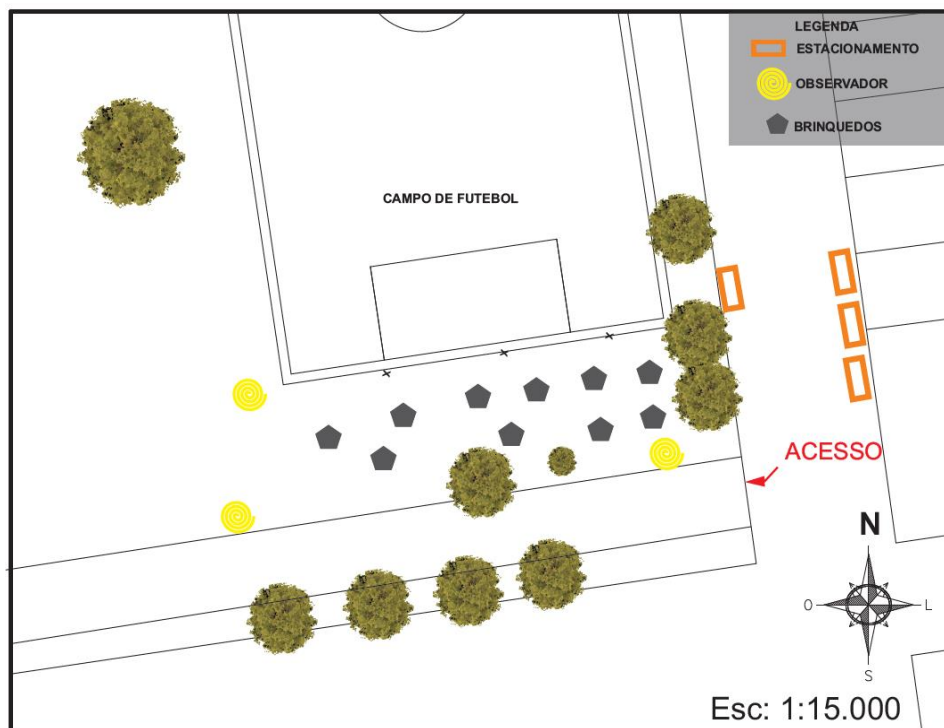 LEGENDA
ESTACIONAMENTO
OBSERVADOR
BRINQUEDOS
CAMPO DE FUTEBOL
ACESSO
N
O
L
S
Esc: 1:15.000